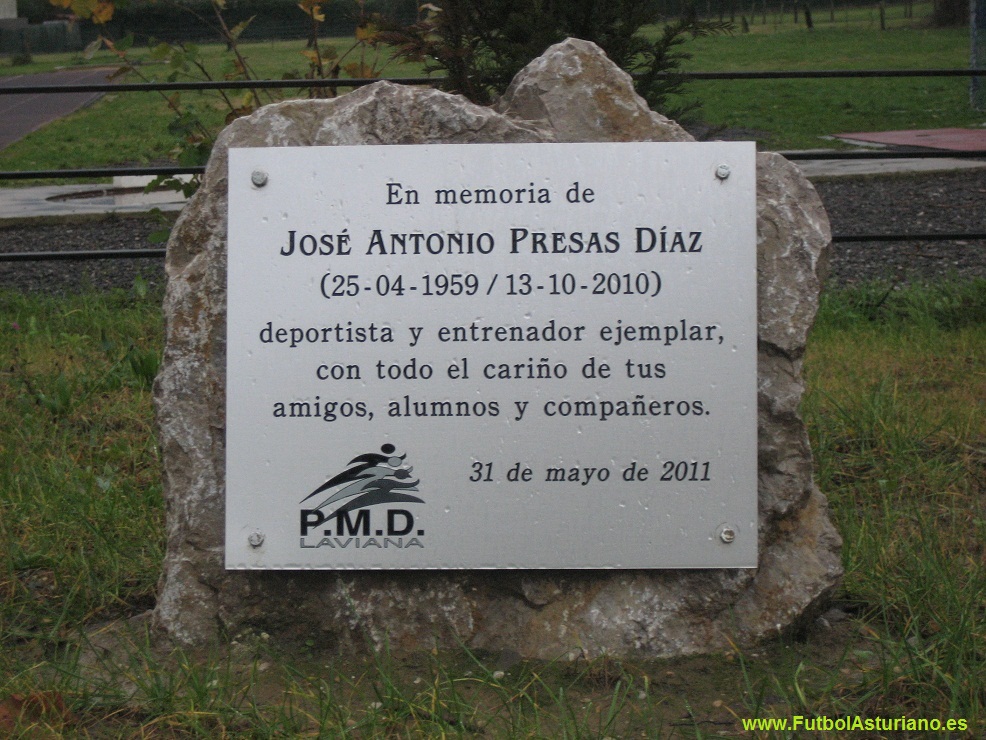 En memoria de
JOSÉ ANTONIO PRESAS DÍAZ
(25-04-1959 / 13-10-2010)
deportista y entrenador ejemplar,
con todo el cariño de tus
amigos, alumnos y compañeros.
31 de mayo de 2011
P.M.D.
LAVIANA
www.FutbolAsturiano.es